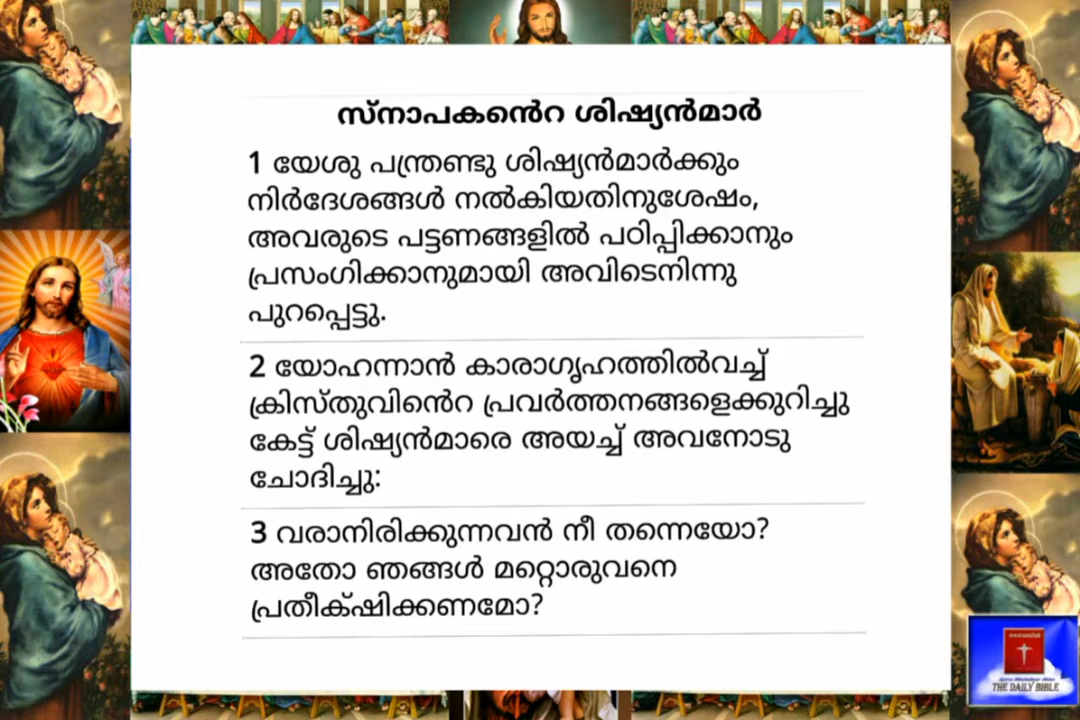 സ്നാപകൻെറ ശിഷ്യൻമാർ
1 യേശു പന്ത്രണ്ടു ശിഷ്യൻമാർക്കും
നിർദേശങ്ങൾ നൽകിയതിനുശേഷം,
അവരുടെ പട്ടണങ്ങളിൽ പഠിപ്പിക്കാനും
പ്രസംഗിക്കാനുമായി അവിടെനിന്നു
പുറപ്പെട്ടു.
2 യോഹന്നാൻ കാരാഗൃഹത്തിൽവച്ച്
ക്രിസ്തുവിൻെറ പ്രവർത്തനങ്ങളെക്കുറിച്ചു
കേട്ട് ശിഷ്യൻമാരെ അയച്ച് അവനോടു
ചോദിച്ചു:
3 വരാനിരിക്കുന്നവൻ നീ തന്നെയോ?
അതോ ഞങ്ങൾ മറ്റൊരുവനെ
പ്രതീക്ഷിക്കണമോ?
THE DAILY BIBLE